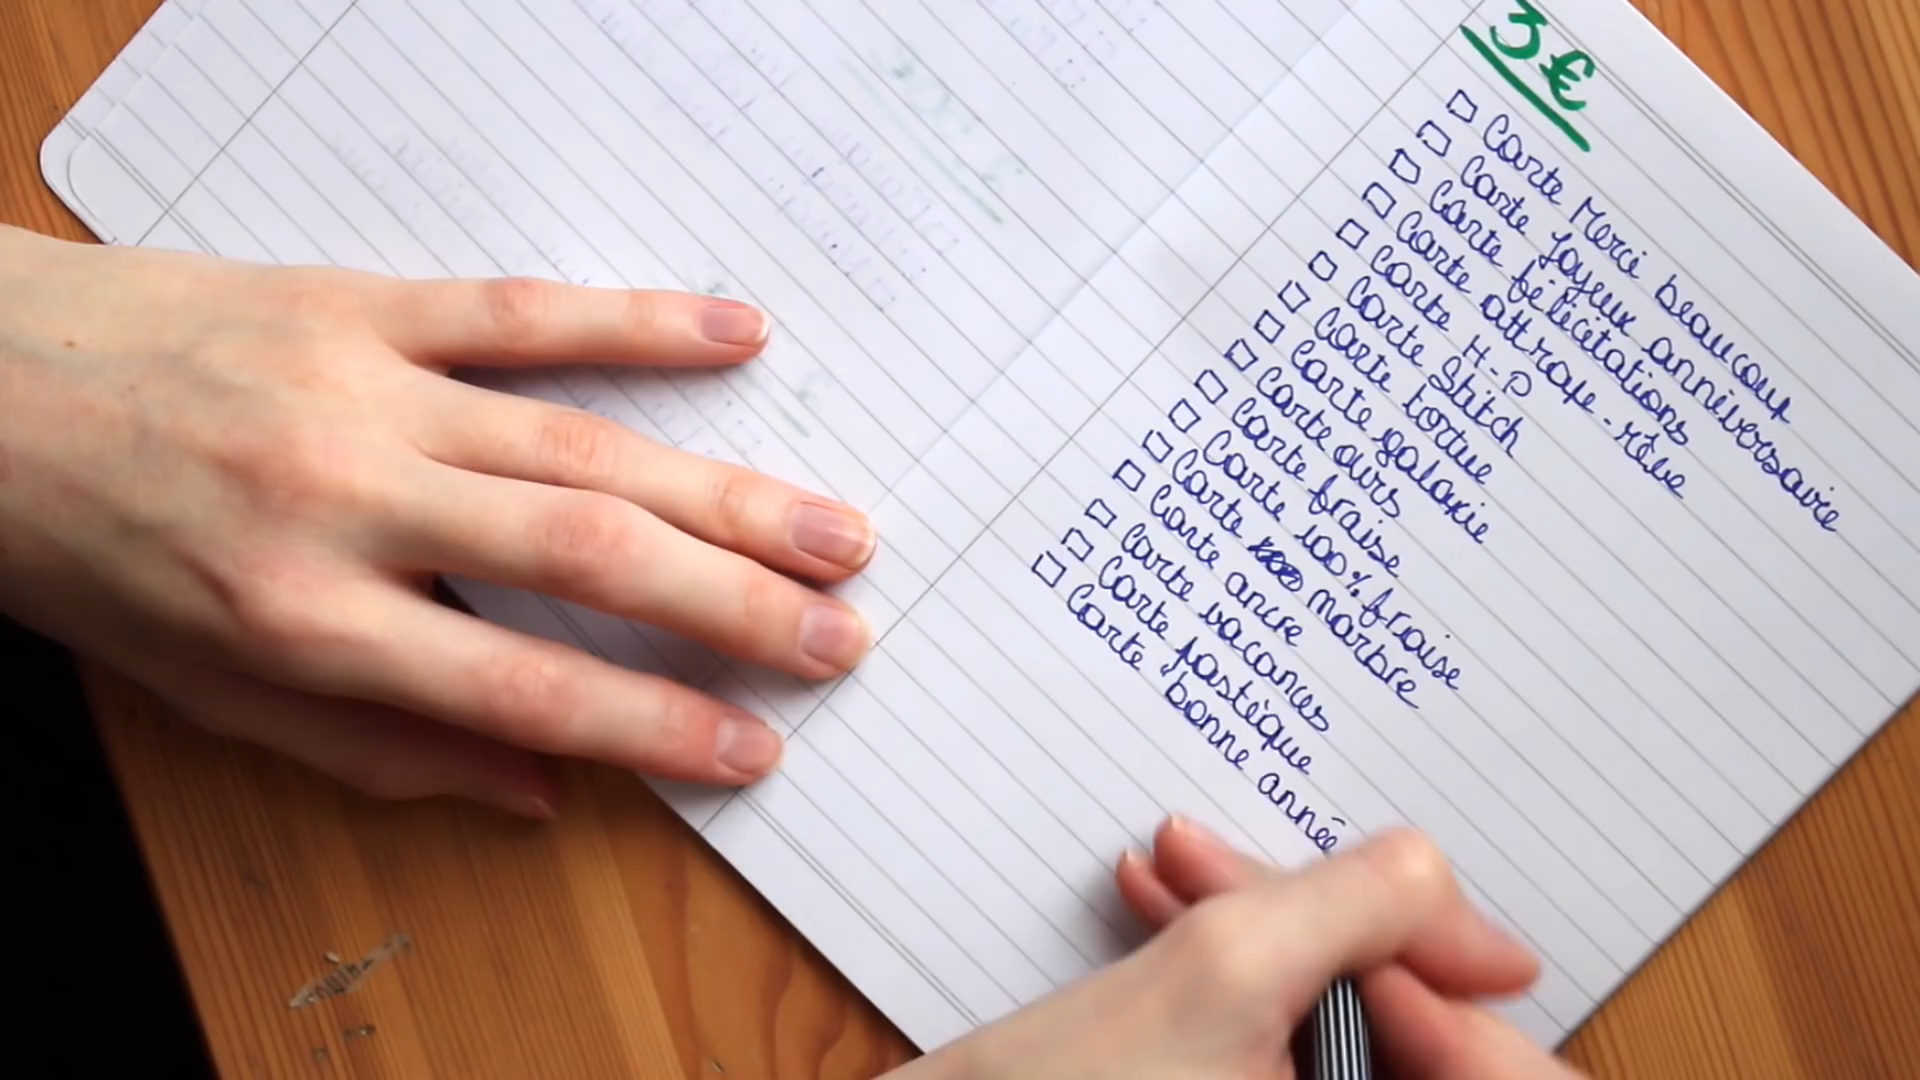 3€
Carte Merci beaucoup
Carte Joyeux anniversaire
Carte félicitations
Carte attrape-rêve
Carte H-P
Carte Stitch
Carte tortue
Carte galaxie
Carte ours
Carte fraise
Carte 100% fraise
Carte marbre
Carte ancre
Carte vacances
Carte pastèque
Carte bonne année